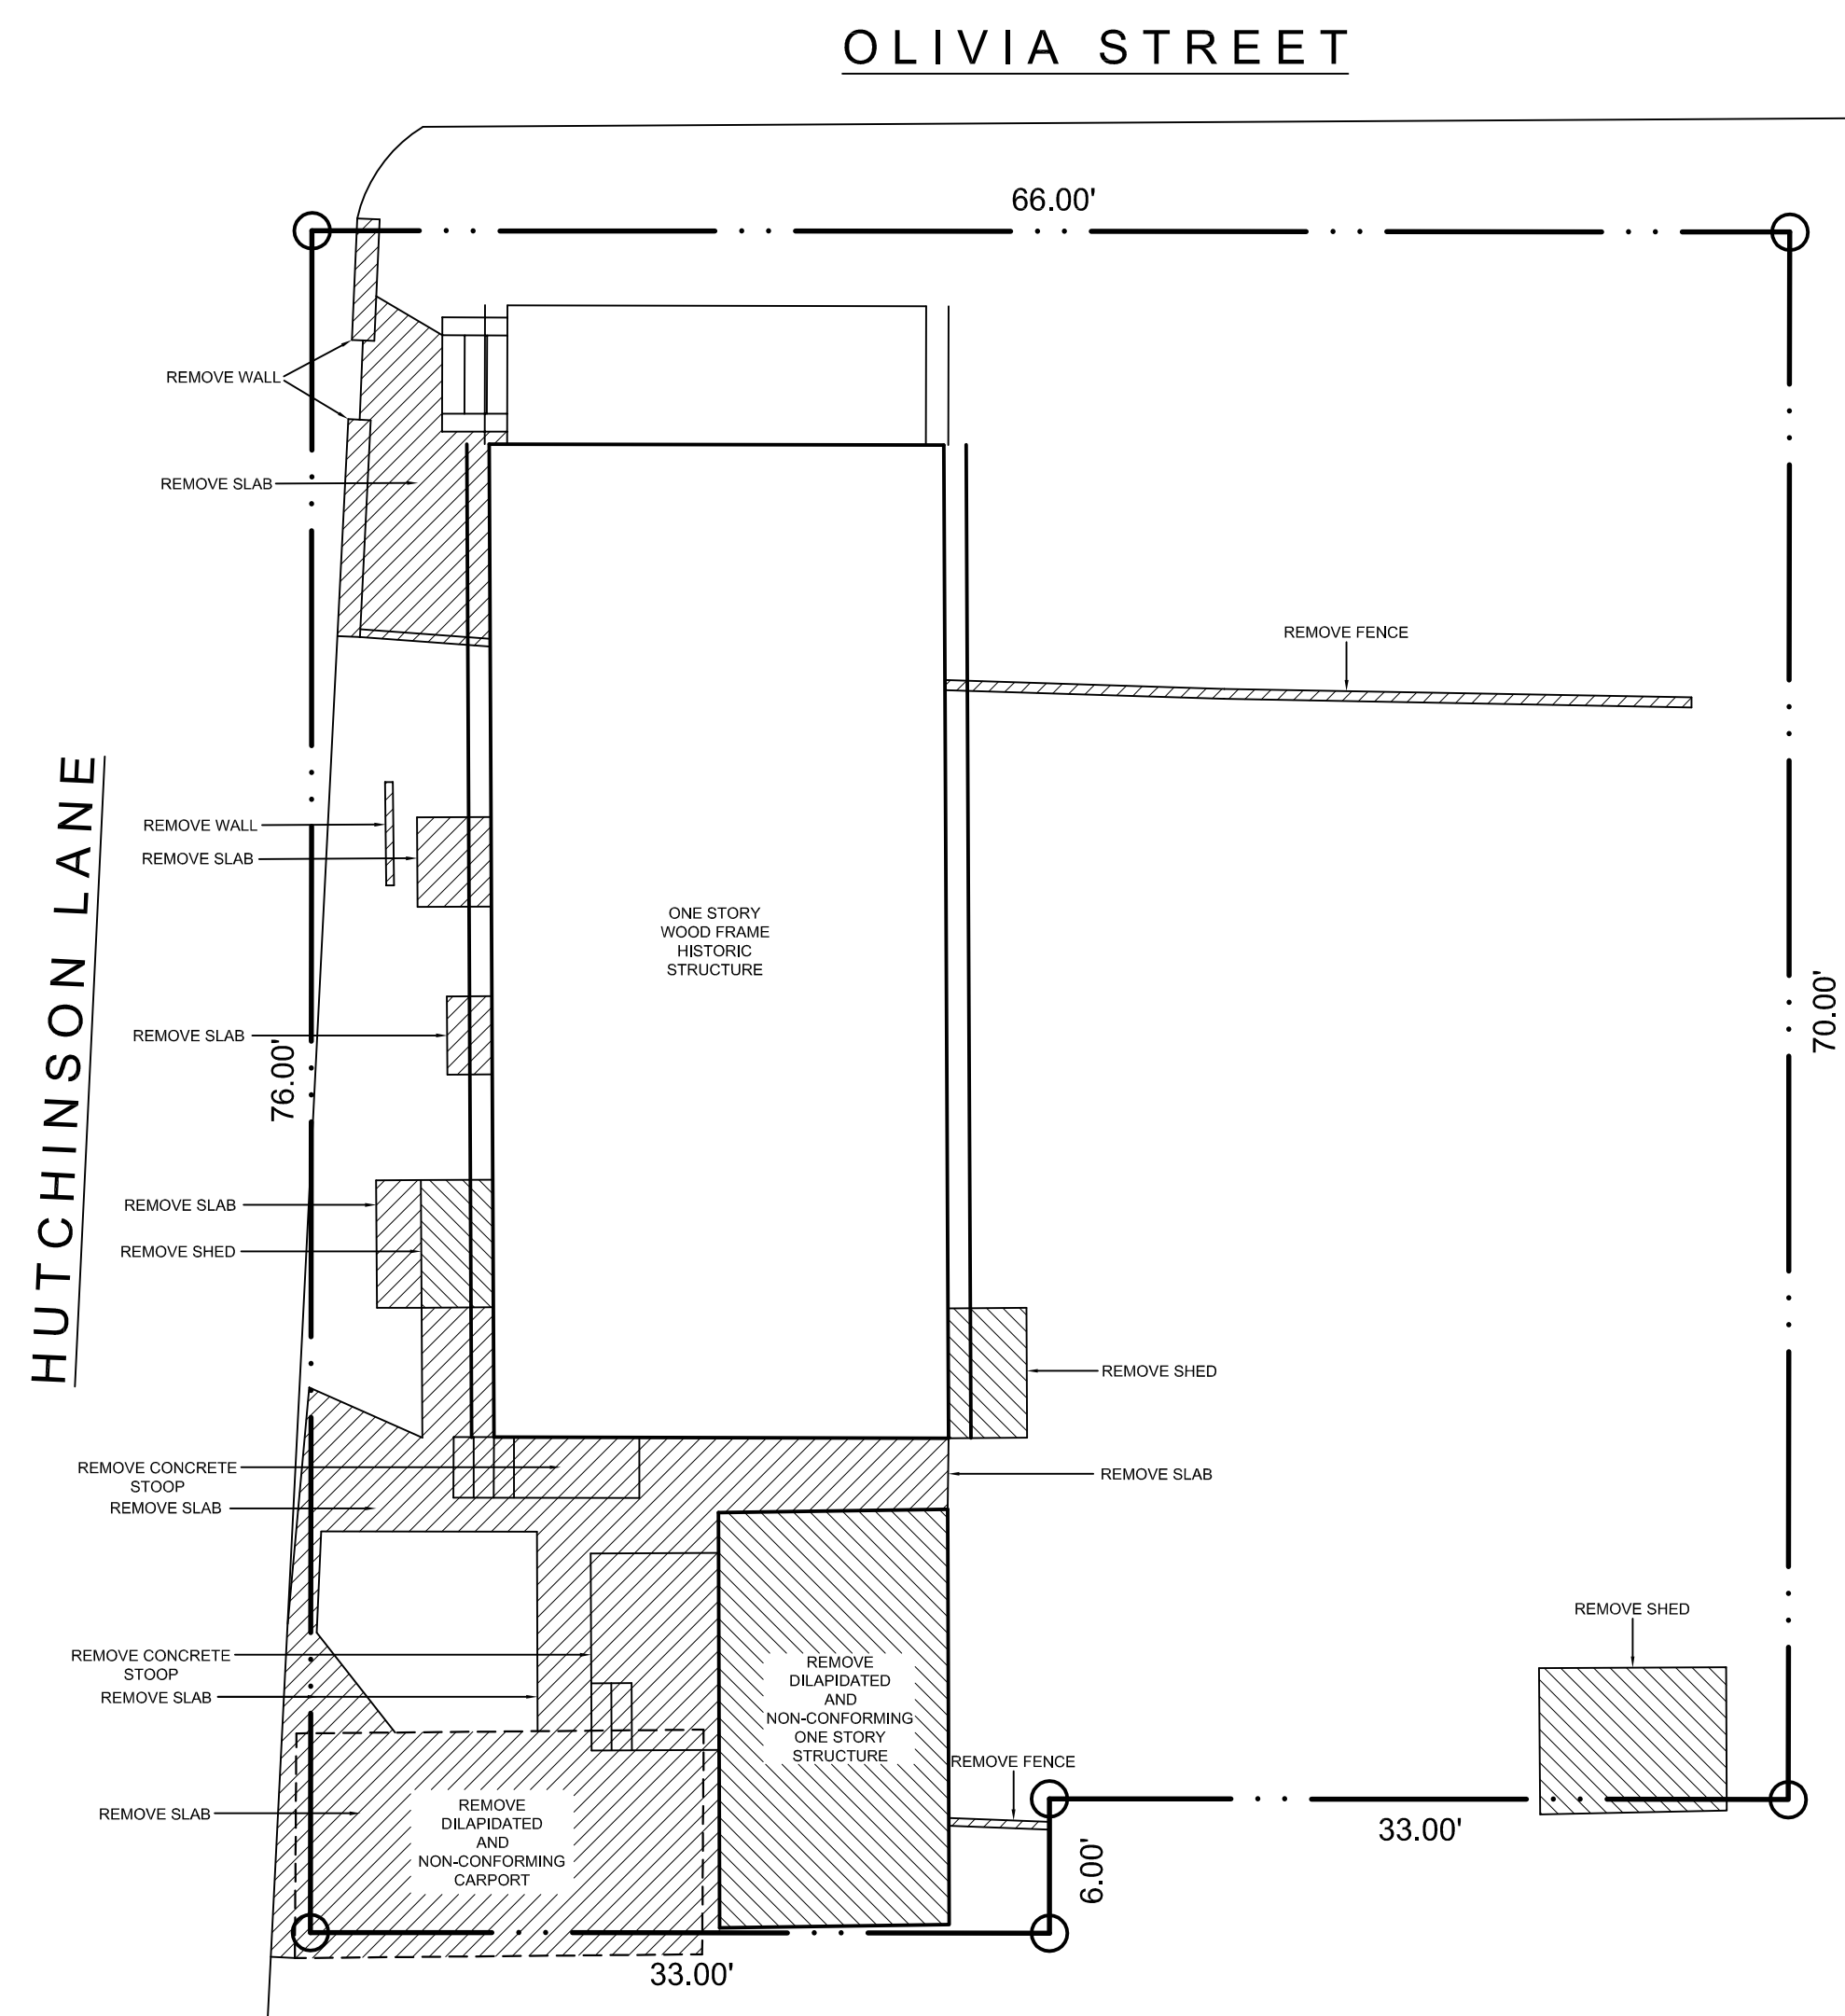 OLIVIA STREET
66.00'
REMOVE WALL
REMOVE SLAB
REMOVE FENCE
HUTCHINSON LANE
REMOVE WALL
REMOVE SLAB
ONE STORY
WOOD FRAME
HISTORIC
STRUCTURE
70.00'
REMOVE SLAB
76.00'
REMOVE SLAB
REMOVE SHED
REMOVE SHED
REMOVE CONCRETE
STOOP
REMOVE SLAB
REMOVE SLAB
REMOVE SHED
REMOVE CONCRETE
STOOP
REMOVE SLAB
REMOVE
DILAPIDATED
AND
NON-CONFORMING
ONE STORY
STRUCTURE
REMOVE FENCE
REMOVE SLAB
REMOVE
DILAPIDATED
AND
NON-CONFORMING
CARPORT
33.00'
6.00'
33.00'